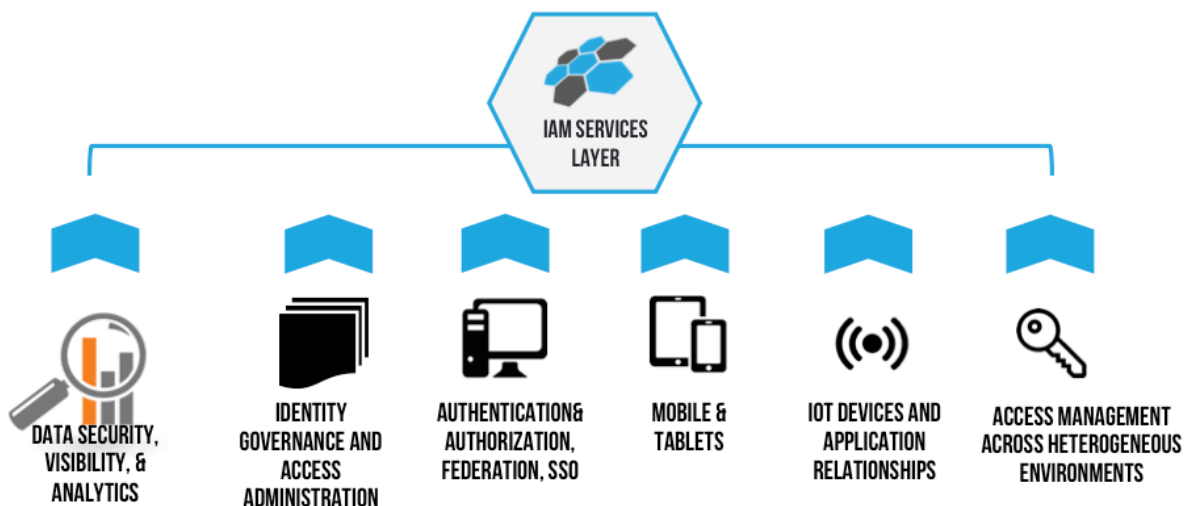 IAM SERVICES
LAYER
DATA SECURITY,
VISIBILITY, &
ANALYTICS
IDENTITY
GOVERNANCE AND
ACCESS
ADMINISTRATION
AUTHENTICATION&
AUTHORIZATION,
FEDERATION, SSO
MOBILE &
TABLETS
IOT DEVICES AND
APPLICATION
RELATIONSHIPS
ACCESS MANAGEMENT
ACROSS HETEROGENEOUS
ENVIRONMENTS